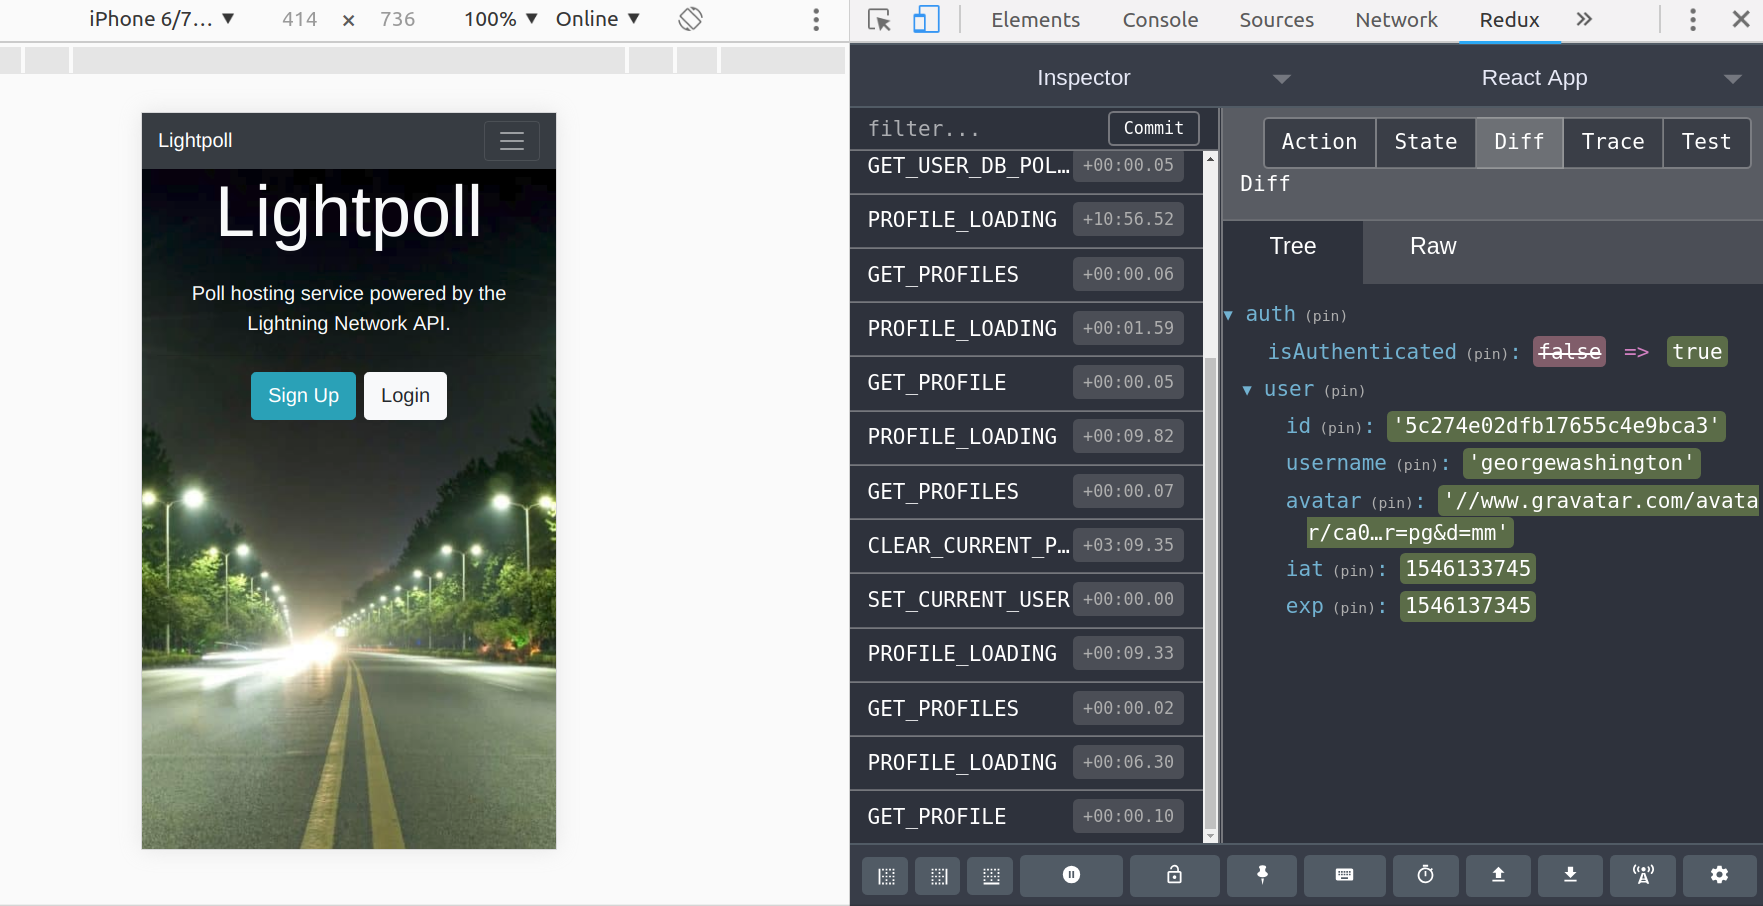 iPhone 6/7… ▼ 414 × 736 100% ▼ Online ▼
Elements Console Sources Network Redux »
Inspector React App
filter... Commit
Action State Diff Trace Test
Diff
Tree Raw
Lightpoll
Lightpoll
Poll hosting service powered by the
Lightning Network API.
Sign Up Login
GET_USER_DB_POL… +00:00.05
PROFILE_LOADING +10:56.52
GET_PROFILES +00:00.06
PROFILE_LOADING +00:01.59
GET_PROFILE +00:00.05
PROFILE_LOADING +00:09.82
GET_PROFILES +00:00.07
CLEAR_CURRENT_P… +03:09.35
SET_CURRENT_USER +00:00.00
PROFILE_LOADING +00:09.33
GET_PROFILES +00:00.02
PROFILE_LOADING +00:06.30
GET_PROFILE +00:00.10
▼ auth (pin)
isAuthenticated (pin): false => true
▼ user (pin)
id (pin): '5c274e02dfb17655c4e9bca3'
username (pin): 'georgewashington'
avatar (pin): '//www.gravatar.com/avata
r/ca0…r=pg&d=mm'
iat (pin): 1546133745
exp (pin): 1546137345